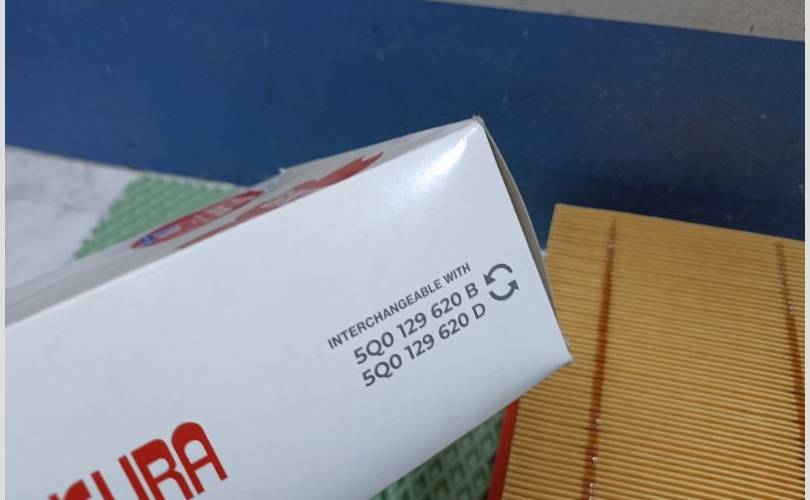 INTERCHANGEABLE WITH
5Q0 129 620 B
5Q0 129 620 D